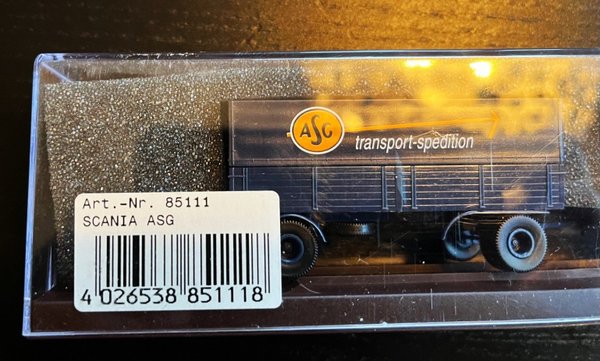 ASG
transport-spedition
Art.-Nr. 85111
SCANIA ASG
4 026538 851118